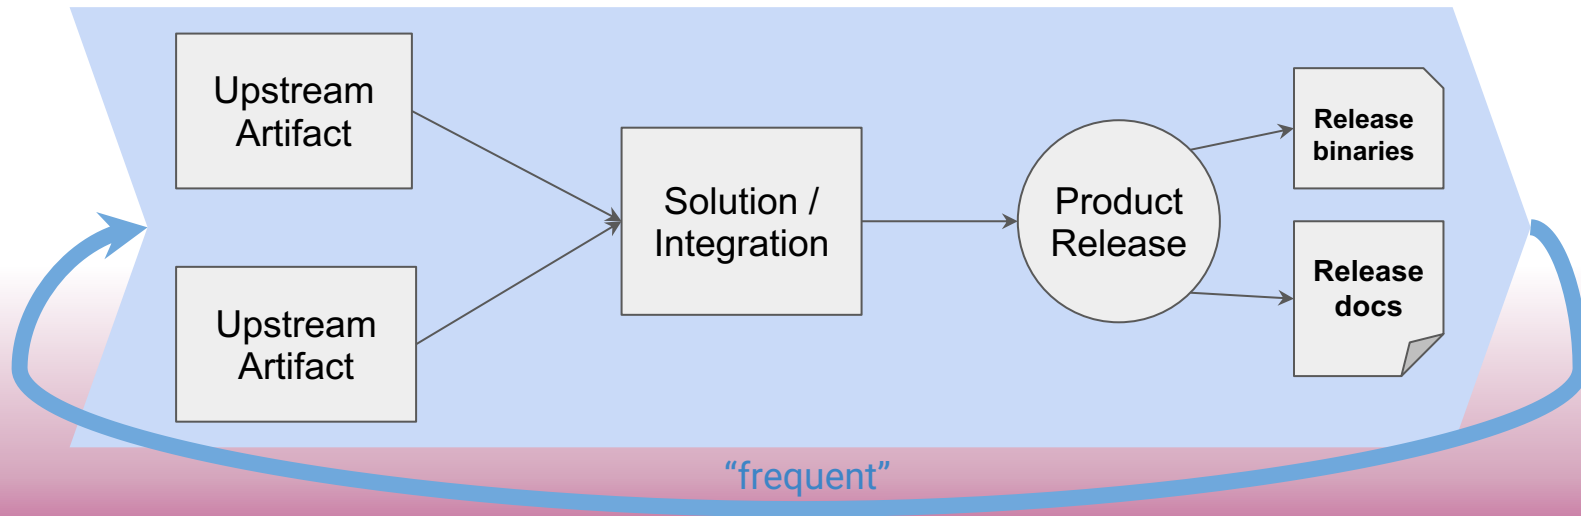 Upstream
Artifact
Upstream
Artifact
Solution /
Integration
Product
Release
Release
binaries
Release
docs
“frequent”